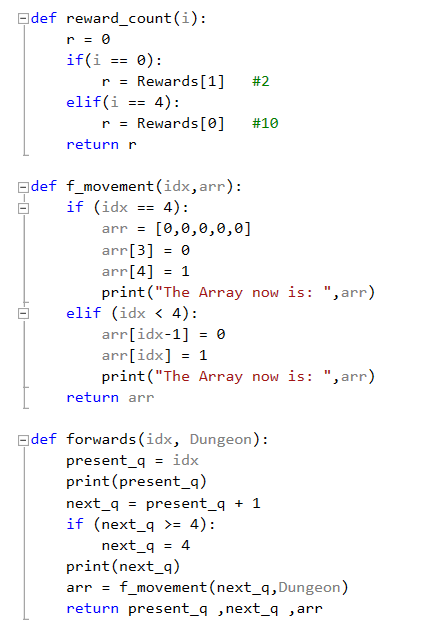 def reward_count(i):
    r = 0
    if(i == 0):
        r = Rewards[1]   #2
    elif(i == 4):
        r = Rewards[0]   #10
    return r

def f_movement(idx,arr):
    if (idx == 4):
        arr = [0,0,0,0,0]
        arr[3] = 0
        arr[4] = 1
        print("The Array now is: ",arr)
    elif (idx < 4):
        arr[idx-1] = 0
        arr[idx] = 1
        print("The Array now is: ",arr)
    return arr

def forwards(idx, Dungeon):
    present_q = idx
    print(present_q)
    next_q = present_q + 1
    if (next_q >= 4):
        next_q = 4
    print(next_q)
    arr = f_movement(next_q,Dungeon)
    return present_q ,next_q ,arr